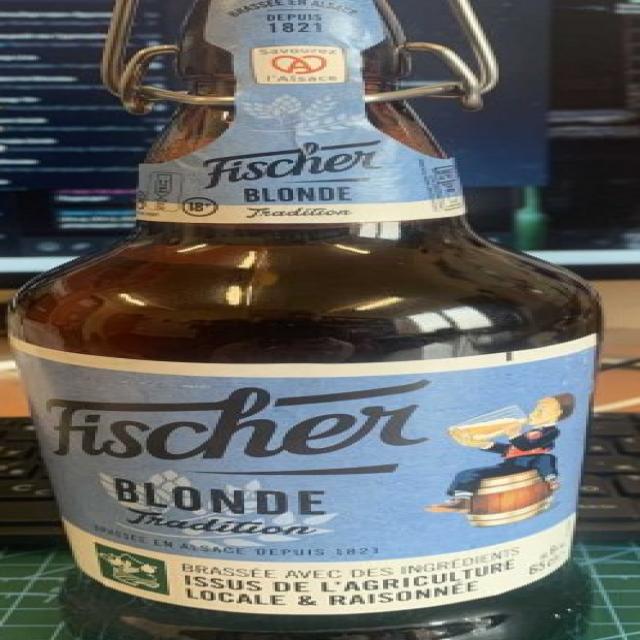 BRASSÉE EN ALSACE
DEPUIS
1821
Savourez
l'Alsace
Fischer
BLONDE
Tradition
18+
Fischer
BLONDE
Tradition
BRASSÉE EN ALSACE DEPUIS 1821
BRASSÉE AVEC DES INGRÉDIENTS
ISSUS DE L'AGRICULTURE
LOCALE & RAISONNÉE